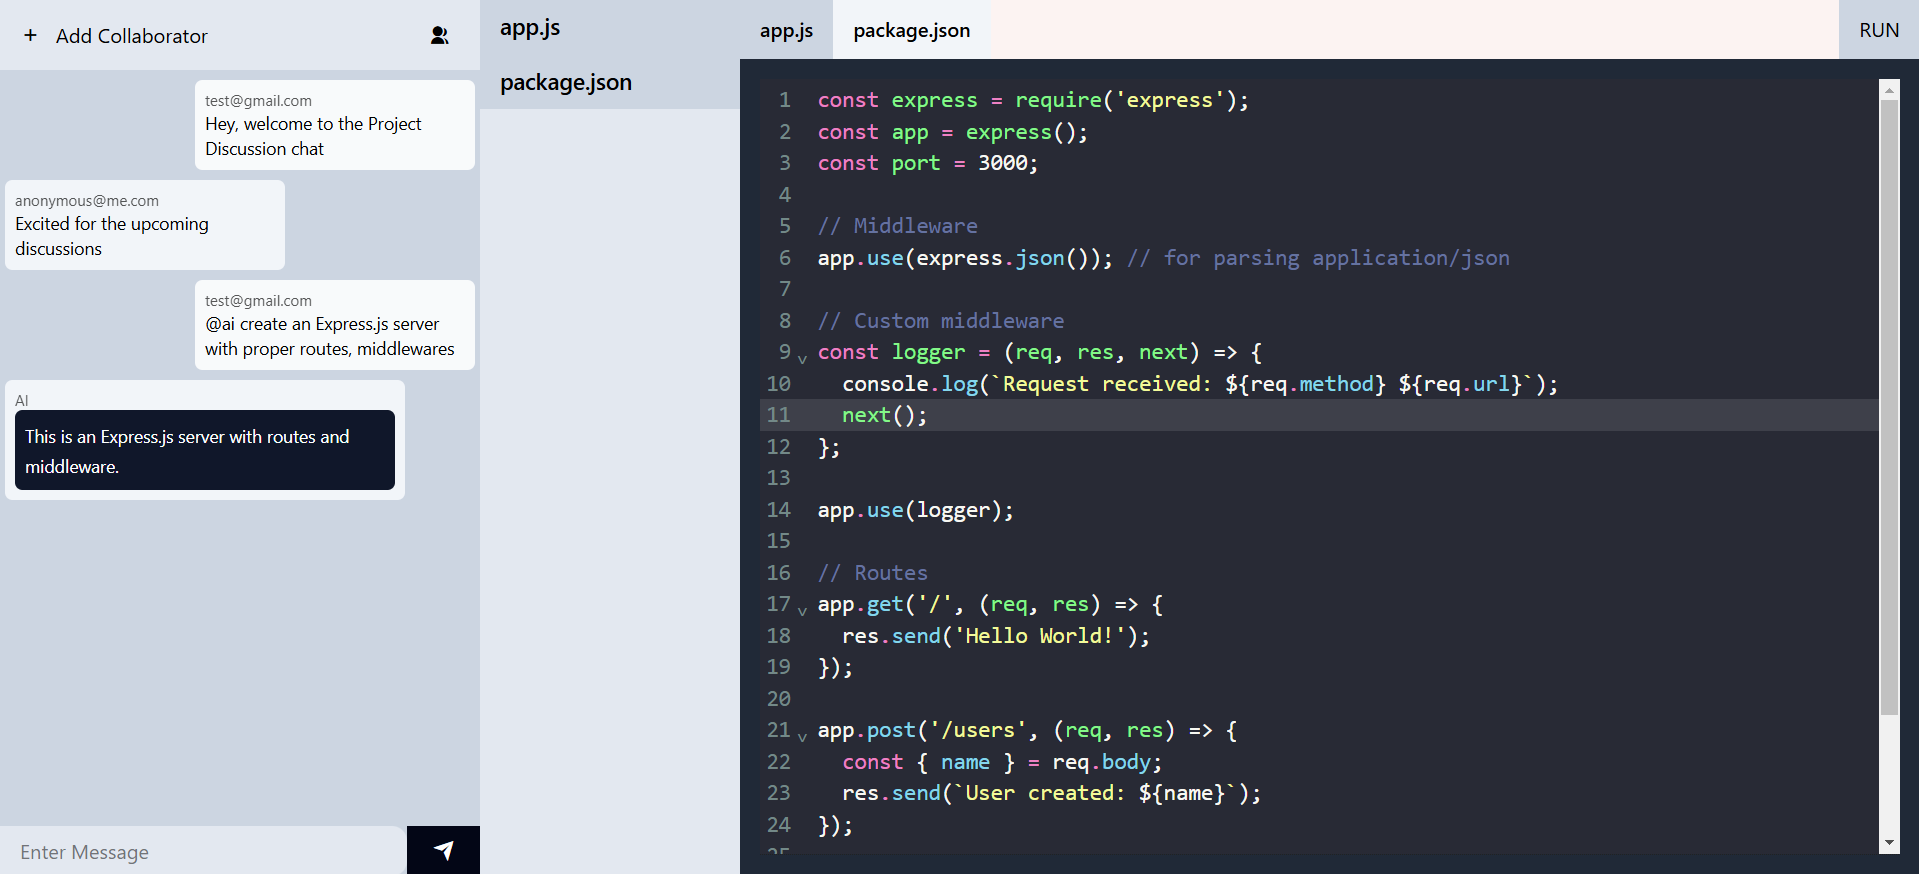 + Add Collaborator
test@gmail.com
Hey, welcome to the Project
Discussion chat
anonymous@me.com
Excited for the upcoming
discussions
test@gmail.com
@ai create an Express.js server
with proper routes, middlewares
AI
This is an Express.js server with routes and
middleware.
Enter Message
app.js
package.json
app.js package.json RUN
1 const express = require('express');
2 const app = express();
3 const port = 3000;
4
5 // Middleware
6 app.use(express.json()); // for parsing application/json
7
8 // Custom middleware
9 const logger = (req, res, next) => {
10 console.log(`Request received: ${req.method} ${req.url}`);
11 next();
12 };
13
14 app.use(logger);
15
16 // Routes
17 app.get('/', (req, res) => {
18 res.send('Hello World!');
19 });
20
21 app.post('/users', (req, res) => {
22 const { name } = req.body;
23 res.send(`User created: ${name}`);
24 });
25